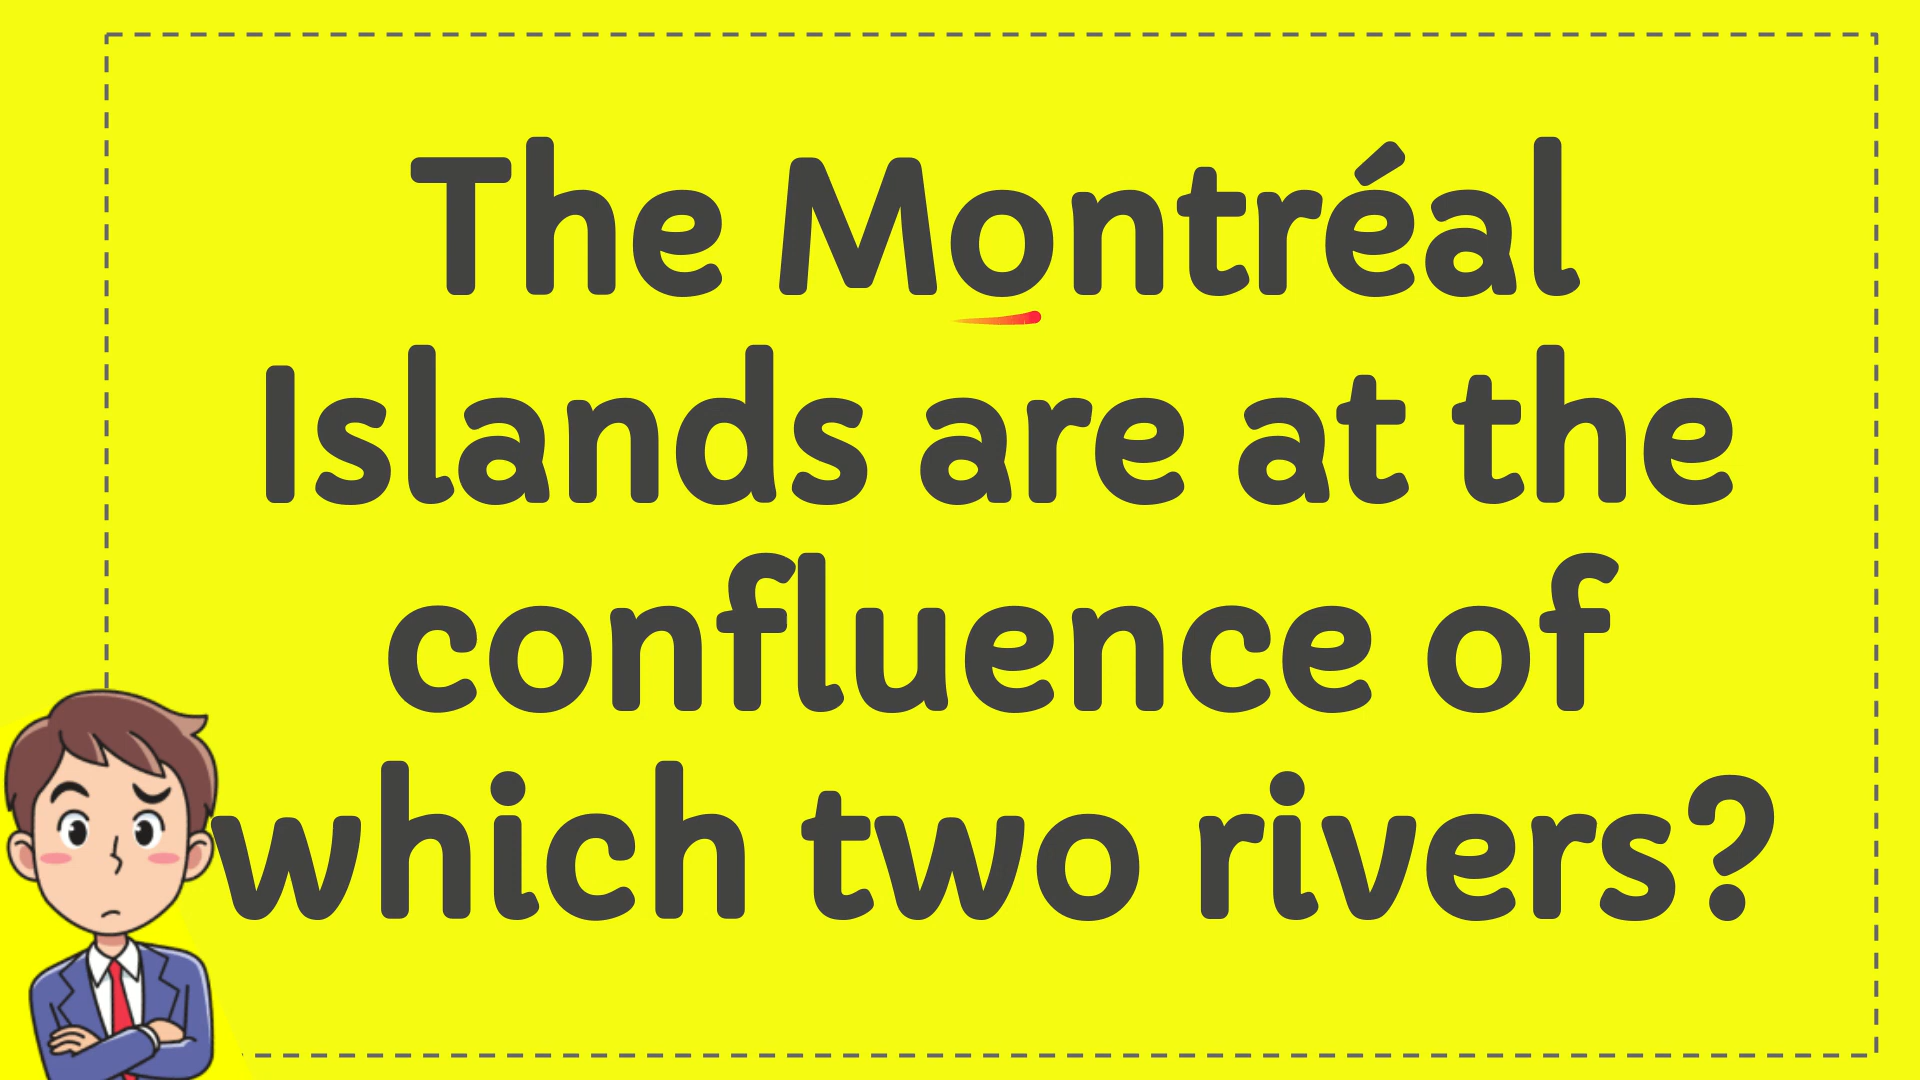 The Montréal
Islands are at the
confluence of
which two rivers?